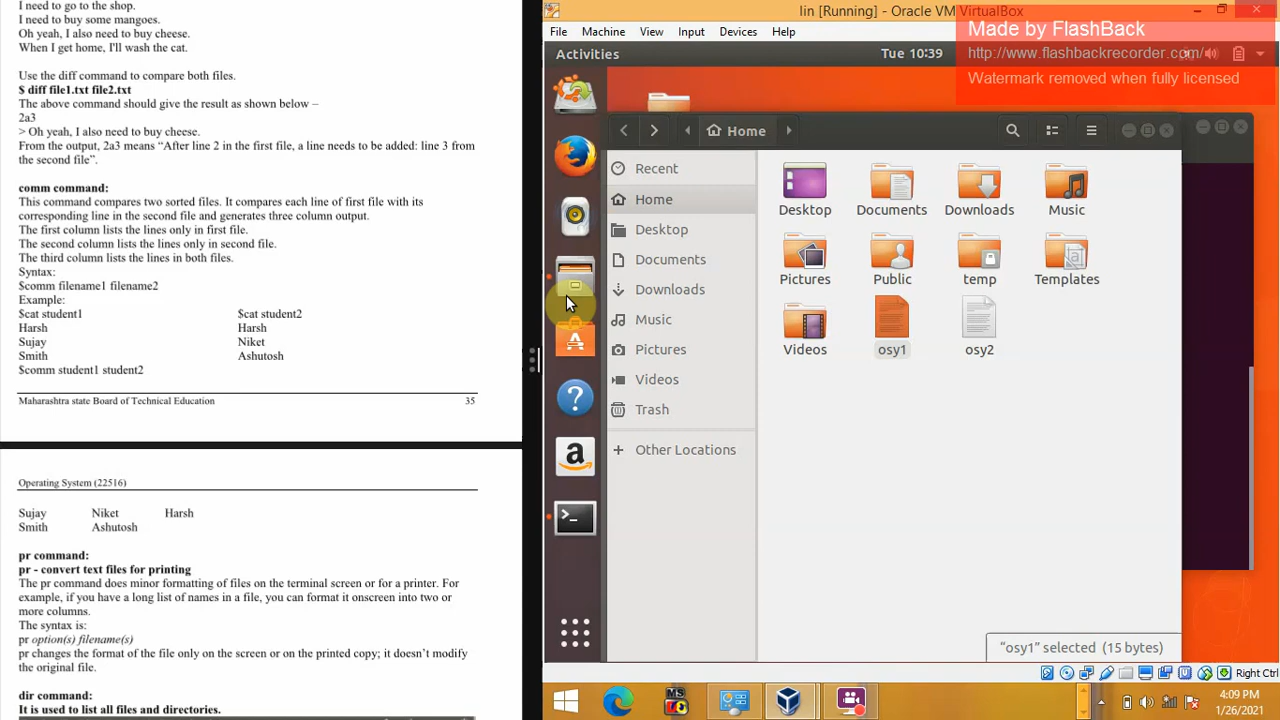 I need to go to the shop.
I need to buy some mangoes.
Oh yeah, I also need to buy cheese.
When I get home, I'll wash the cat.
Use the diff command to compare both files.
$ diff file1.txt file2.txt
The above command should give the result as shown below –
2a3
> Oh yeah, I also need to buy cheese.
From the output, 2a3 means “After line 2 in the first file, a line needs to be added: line 3 from
the second file”.
comm command:
This command compares two sorted files. It compares each line of first file with its
corresponding line in the second file and generates three column output.
The first column lists the lines only in first file.
The second column lists the lines only in second file.
The third column lists the lines in both files.
Syntax:
$comm filename1 filename2
Example:
$cat student1 $cat student2
Harsh Harsh
Sujay Niket
Smith Ashutosh
$comm student1 student2
Maharashtra state Board of Technical Education 35
Operating System (22516)
Sujay Niket Harsh
Smith Ashutosh
pr command:
pr - convert text files for printing
The pr command does minor formatting of files on the terminal screen or for a printer. For
example, if you have a long list of names in a file, you can format it onscreen into two or
more columns.
The syntax is:
pr option(s) filename(s)
pr changes the format of the file only on the screen or on the printed copy; it doesn’t modify
the original file.
dir command:
It is used to list all files and directories.
lin [Running] - Oracle VM VirtualBox
File Machine View Input Devices Help
Made by FlashBack
http://www.flashbackrecorder.com/
Watermark removed when fully licensed
Activities Tue 10:39
Home
Recent
Home
Desktop
Documents
Downloads
Music
Pictures
Videos
Trash
+ Other Locations
Desktop Documents Downloads Music
Pictures Public temp Templates
Videos osy1 osy2
"osy1" selected (15 bytes)
Right Ctrl
4:09 PM
1/26/2021